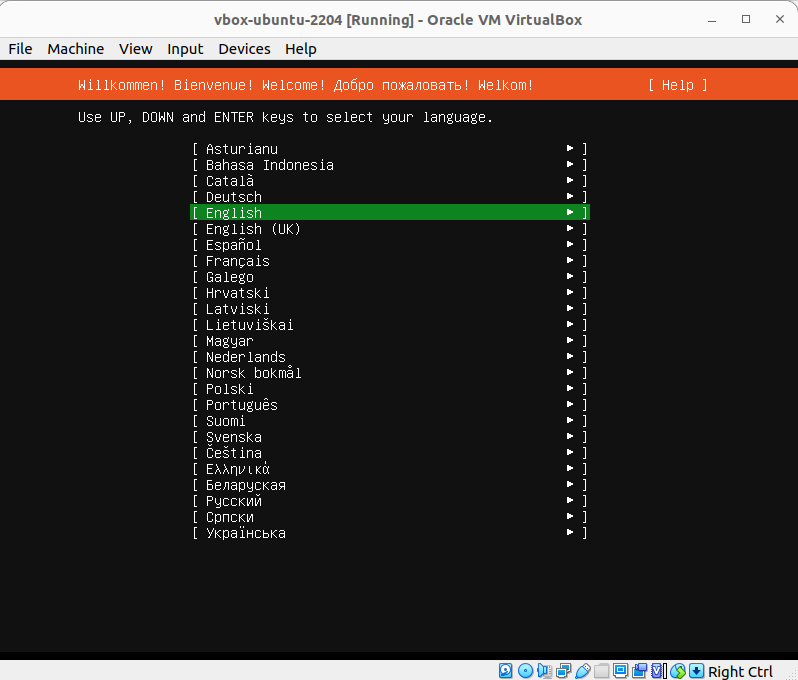 vbox-ubuntu-2204 [Running] - Oracle VM VirtualBox
File Machine View Input Devices Help
Willkommen! Bienvenue! Welcome! Добро пожаловать! Welkom! [ Help ]
Use UP, DOWN and ENTER keys to select your language.
[ Asturianu ▸ ]
[ Bahasa Indonesia ▸ ]
[ Català ▸ ]
[ Deutsch ▸ ]
[ English ▸ ]
[ English (UK) ▸ ]
[ Español ▸ ]
[ Français ▸ ]
[ Galego ▸ ]
[ Hrvatski ▸ ]
[ Latviski ▸ ]
[ Lietuviškai ▸ ]
[ Magyar ▸ ]
[ Nederlands ▸ ]
[ Norsk bokmål ▸ ]
[ Polski ▸ ]
[ Português ▸ ]
[ Suomi ▸ ]
[ Svenska ▸ ]
[ Čeština ▸ ]
[ Ελληνικά ▸ ]
[ Беларуская ▸ ]
[ Русский ▸ ]
[ Српски ▸ ]
[ Українська ▸ ]
Right Ctrl